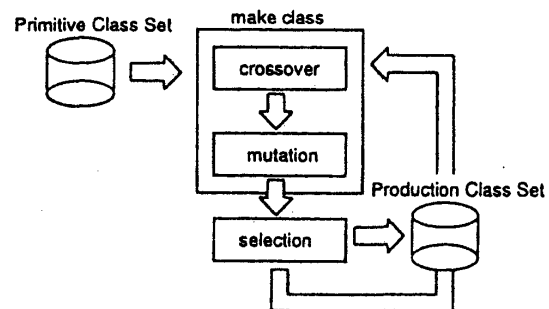 make class
Primitive Class Set
crossover
mutation
Production Class Set
selection